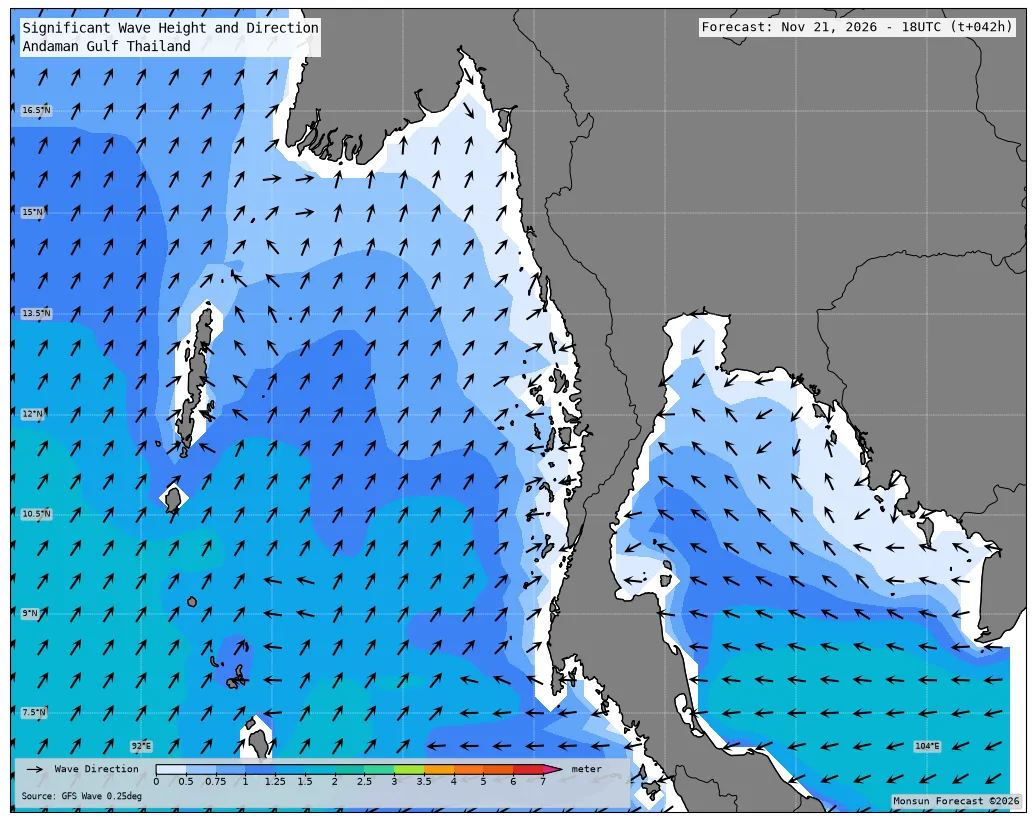 Significant Wave Height and Direction
Andaman Gulf Thailand
Forecast: Nov 21, 2026 - 18UTC (t+042h)
16.5°N
15°N
13.5°N
12°N
10.5°N
9°N
7.5°N
92°E
104°E
Wave Direction
0.5 0.75 1 1.25 1.5 2 2.5 3 3.5 4 5 6 7
meter
Source: GFS Wave 0.25deg
Monsun Forecast ©2026